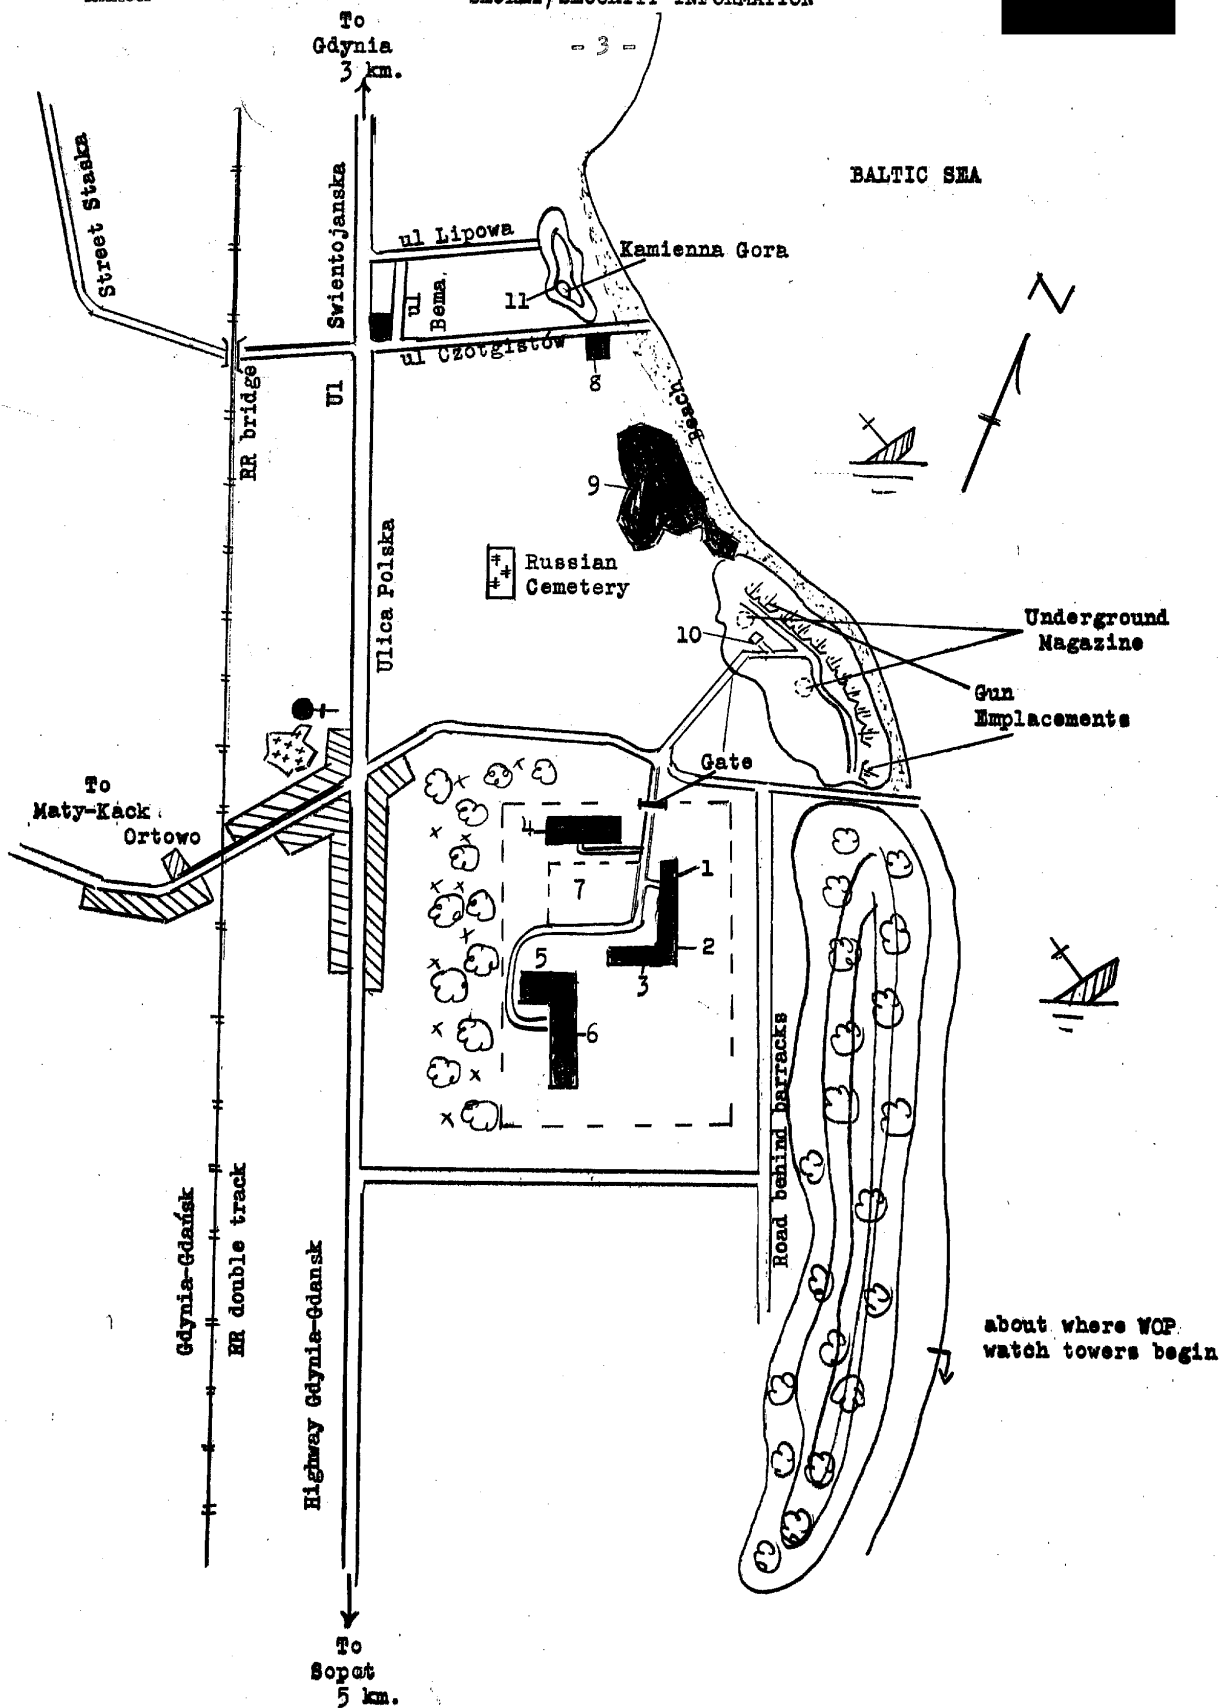 SECRET/SECURITY INFORMATION
- 3 -
To
Gdynia
3 km.
BALTIC SEA
Street Staska
Swientojanska
Ul
ul Lipowa
Kamienna Gora
ul
Bema
11
N
ul Czotgistów
8
RR bridge
Beach
9
Ulica Polska
Russian
Cemetery
10
Underground
Magazine
Gun
Emplacements
Gate
To
Maty-Kack
Ortowo
4
1
7
2
5
3
6
Road behind barracks
Gdynia-Gdańsk
RR double track
Highway Gdynia-Gdansk
about where WOP
watch towers begin
To
Sopot
5 km.